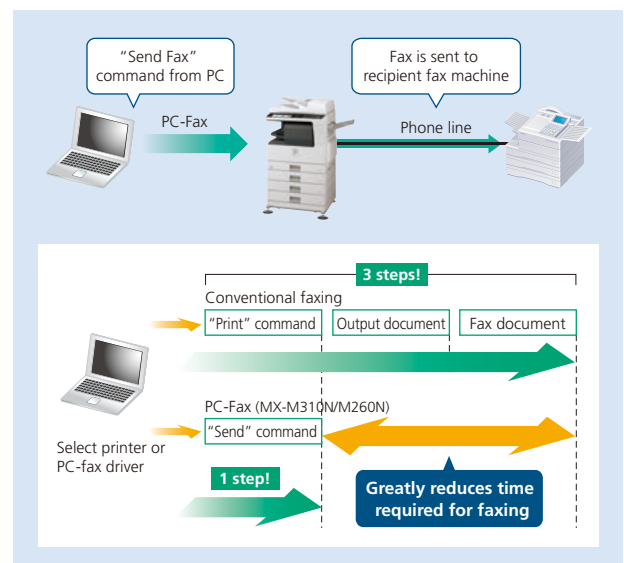 “Send Fax”
command from PC
Fax is sent to
recipient fax machine
PC-Fax
Phone line
3 steps!
Conventional faxing
“Print” command
Output document
Fax document
PC-Fax (MX-M310N/M260N)
“Send” command
Select printer or
PC-fax driver
1 step!
Greatly reduces time
required for faxing